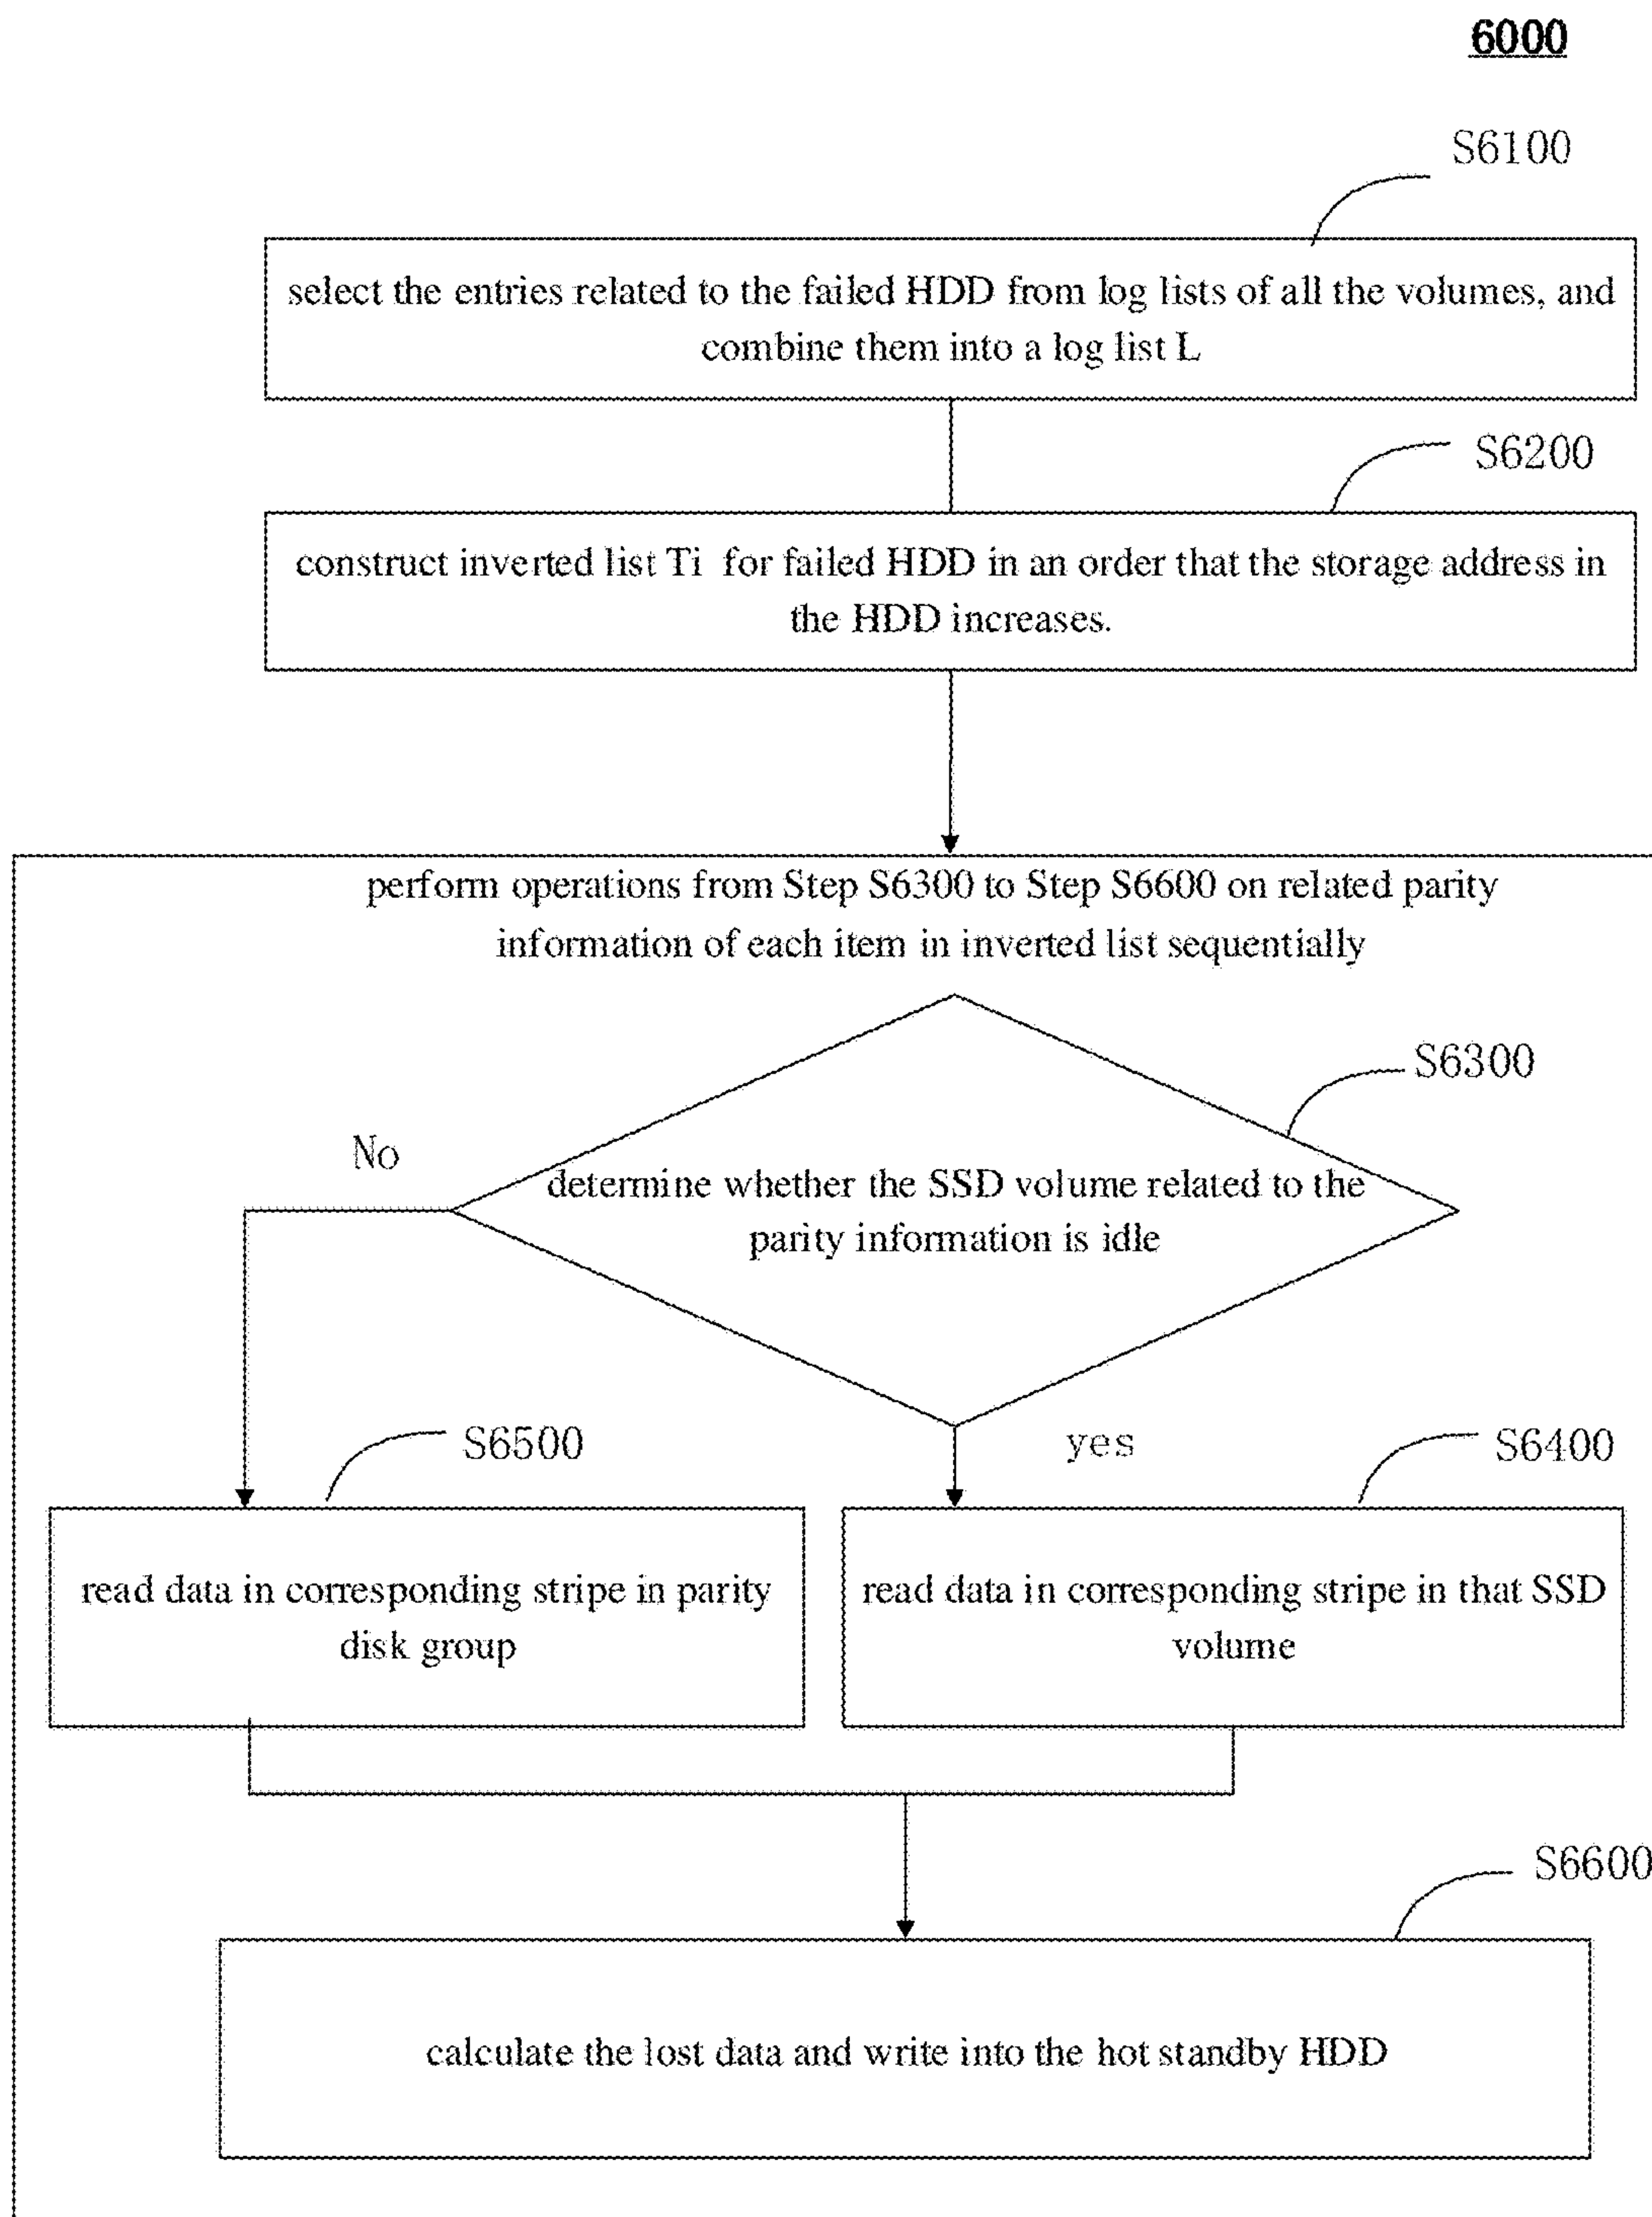 6000
S6100
select the entries related to the failed HDD from log lists of all the volumes, and
combine them into a log list L
S6200
construct inverted list Ti for failed HDD in an order that the storage address in
the HDD increases.
perform operations from Step S6300 to Step S6600 on related parity
information of each item in inverted list sequentially
S6300
No
determine whether the SSD volume related to the
parity information is idle
S6500
yes
S6400
read data in corresponding stripe in parity
disk group
read data in corresponding stripe in that SSD
volume
S6600
calculate the lost data and write into the hot standby HDD